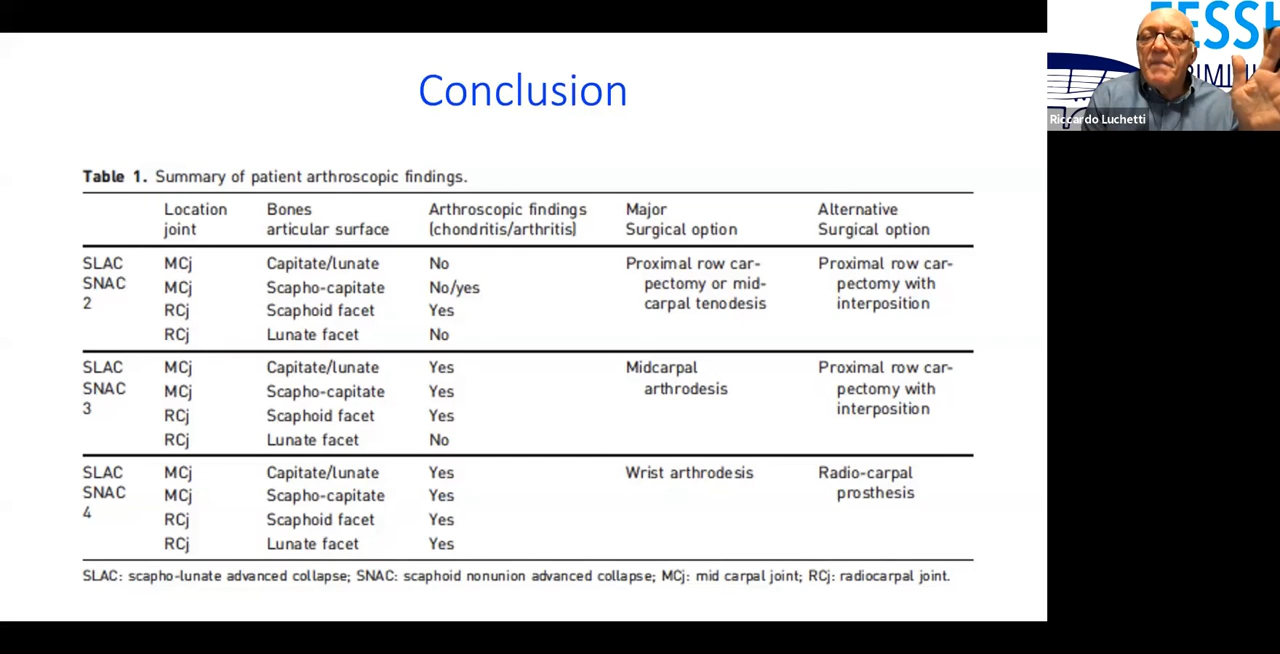 Conclusion
Table 1. Summary of patient arthroscopic findings.
Location joint Bones articular surface Arthroscopic findings (chondritis/arthritis) Major Surgical option Alternative Surgical option
SLAC MCj Capitate/lunate No Proximal row car- Proximal row car-
SNAC MCj Scapho-capitate No/yes pectomy or mid- pectomy with
2 RCj Scaphoid facet Yes carpal tenodesis interposition
RCj Lunate facet No
SLAC MCj Capitate/lunate Yes Midcarpal Proximal row car-
SNAC MCj Scapho-capitate Yes arthrodesis pectomy with
3 RCj Scaphoid facet Yes interposition
RCj Lunate facet No
SLAC MCj Capitate/lunate Yes Wrist arthrodesis Radio-carpal
SNAC MCj Scapho-capitate Yes prosthesis
4 RCj Scaphoid facet Yes
RCj Lunate facet Yes
SLAC: scapho-lunate advanced collapse; SNAC: scaphoid nonunion advanced collapse; MCj: mid carpal joint; RCj: radiocarpal joint.
Riccardo Luchetti